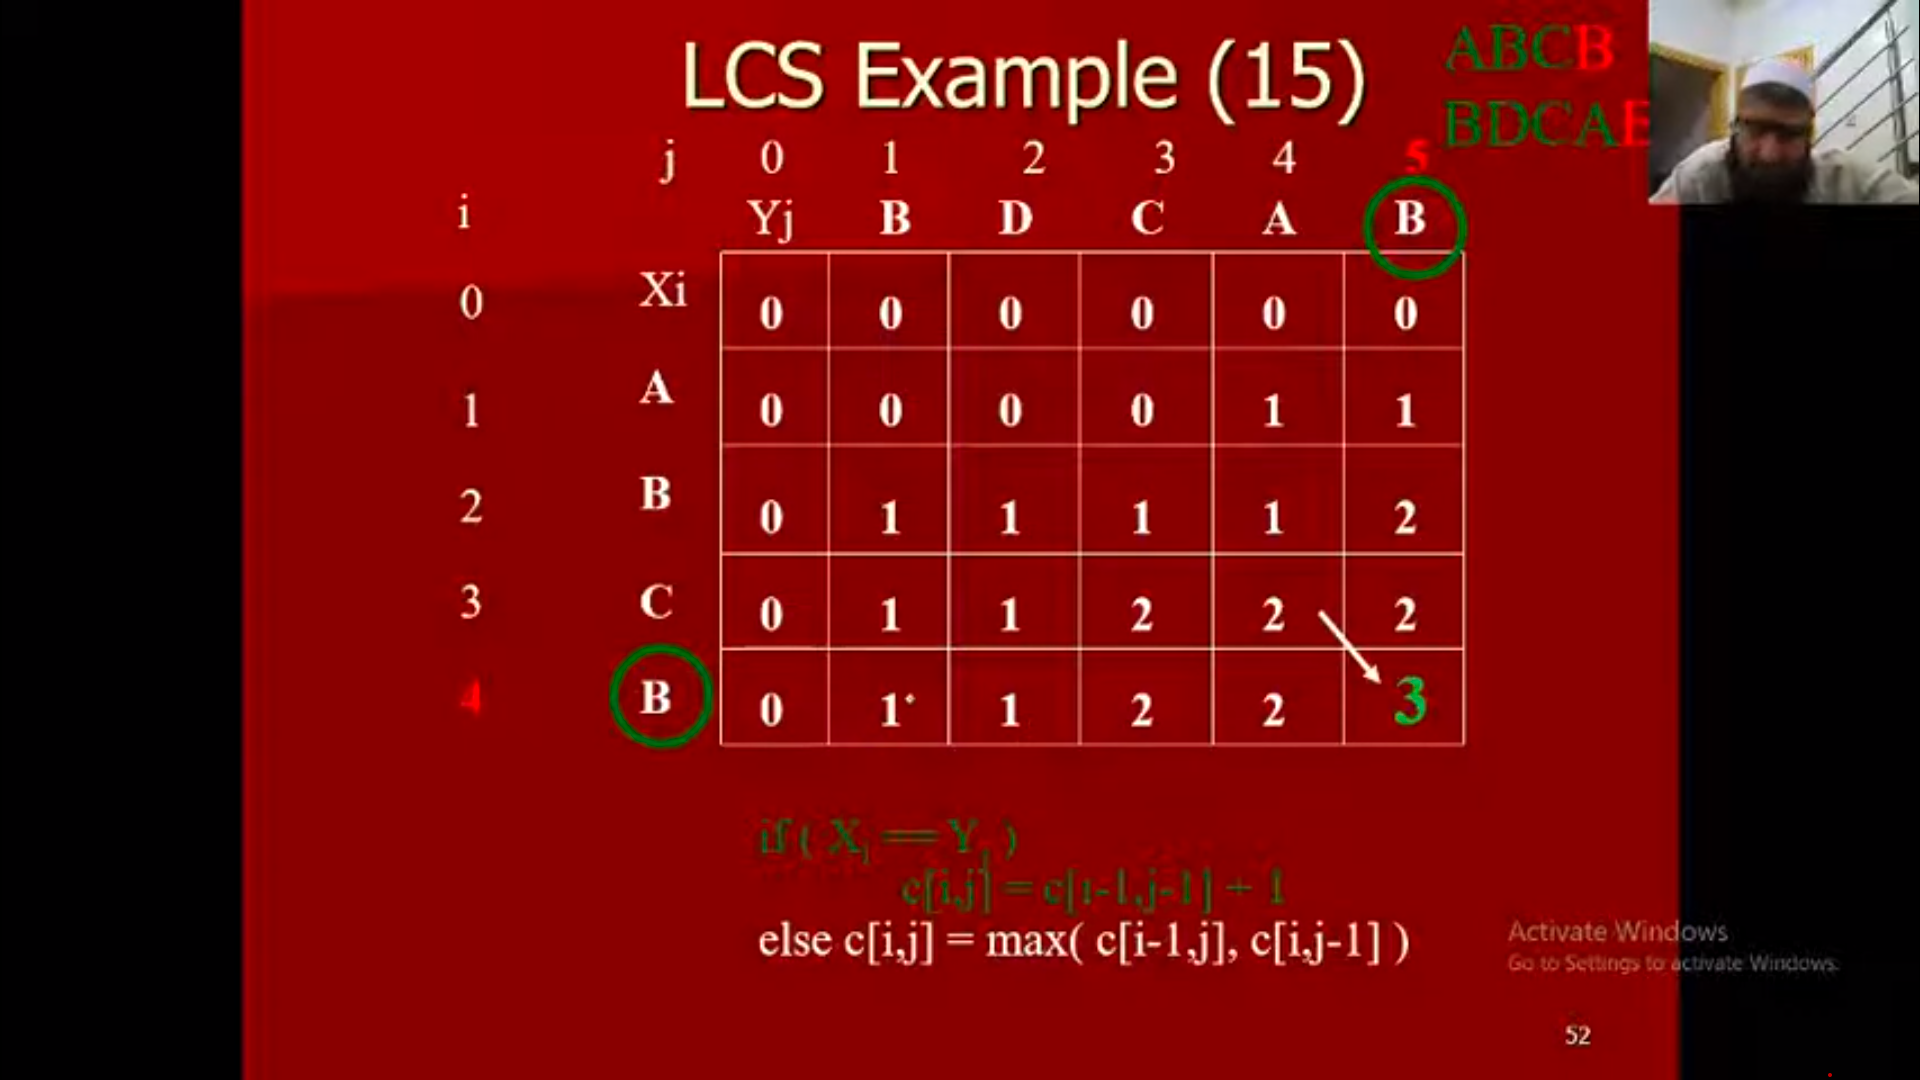 LCS Example (15)
ABCB
BDCAB
j 0 1 2 3 4 5
i Yj B D C A B
0 Xi 0 0 0 0 0 0
1 A 0 0 0 0 1 1
2 B 0 1 1 1 1 2
3 C 0 1 1 2 2 2
4 B 0 1 1 2 2 3
if ( Xi == Yj )
c[i,j] = c[i-1,j-1] + 1
else c[i,j] = max( c[i-1,j], c[i,j-1] )
Activate Windows
Go to Settings to activate Windows.
52